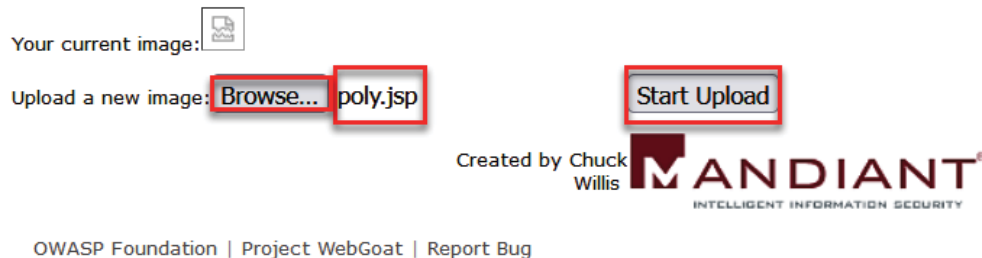 Your current image:
Upload a new image: Browse... poly.jsp Start Upload
Created by Chuck
Willis
MANDIANT®
INTELLIGENT INFORMATION SECURITY
OWASP Foundation | Project WebGoat | Report Bug